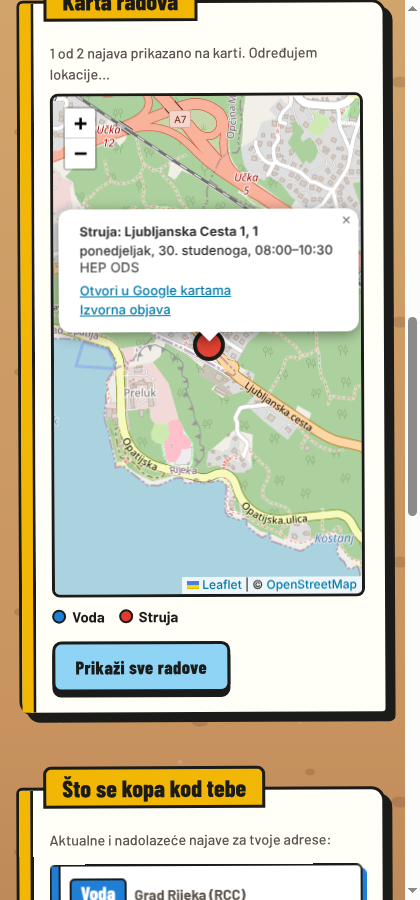 Karta radova
1 od 2 najava prikazano na karti. Određujem
lokacije...
A7
Općina M
+
−
Učka
12
Učka
5
×
Struja: Ljubljanska Cesta 1, 1
ponedjeljak, 30. studenoga, 08:00–10:30
HEP ODS
Otvori u Google kartama
Izvorna objava
Preluk
Ljubljanska cesta
Opatijska
Rijeka
Opatijska ulica
Kostanj
Leaflet | © OpenStreetMap
Voda
Struja
Prikaži sve radove
Što se kopa kod tebe
Aktualne i nadolazeće najave za tvoje adrese:
Voda
Grad Rijeka (RCC)